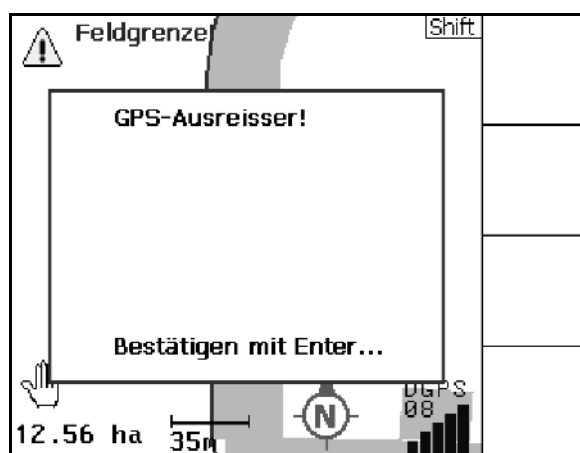 Feldgrenze
Shift
GPS-Ausreisser!
Bestätigen mit Enter...
DGPS
08
N
12.56 ha
35m